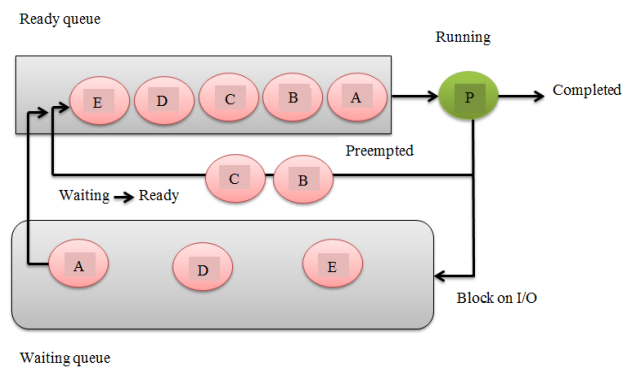 Ready queue
Running
E D C B A
P
Completed
Preempted
C B
Waiting Ready
A D E
Block on I/O
Waiting queue